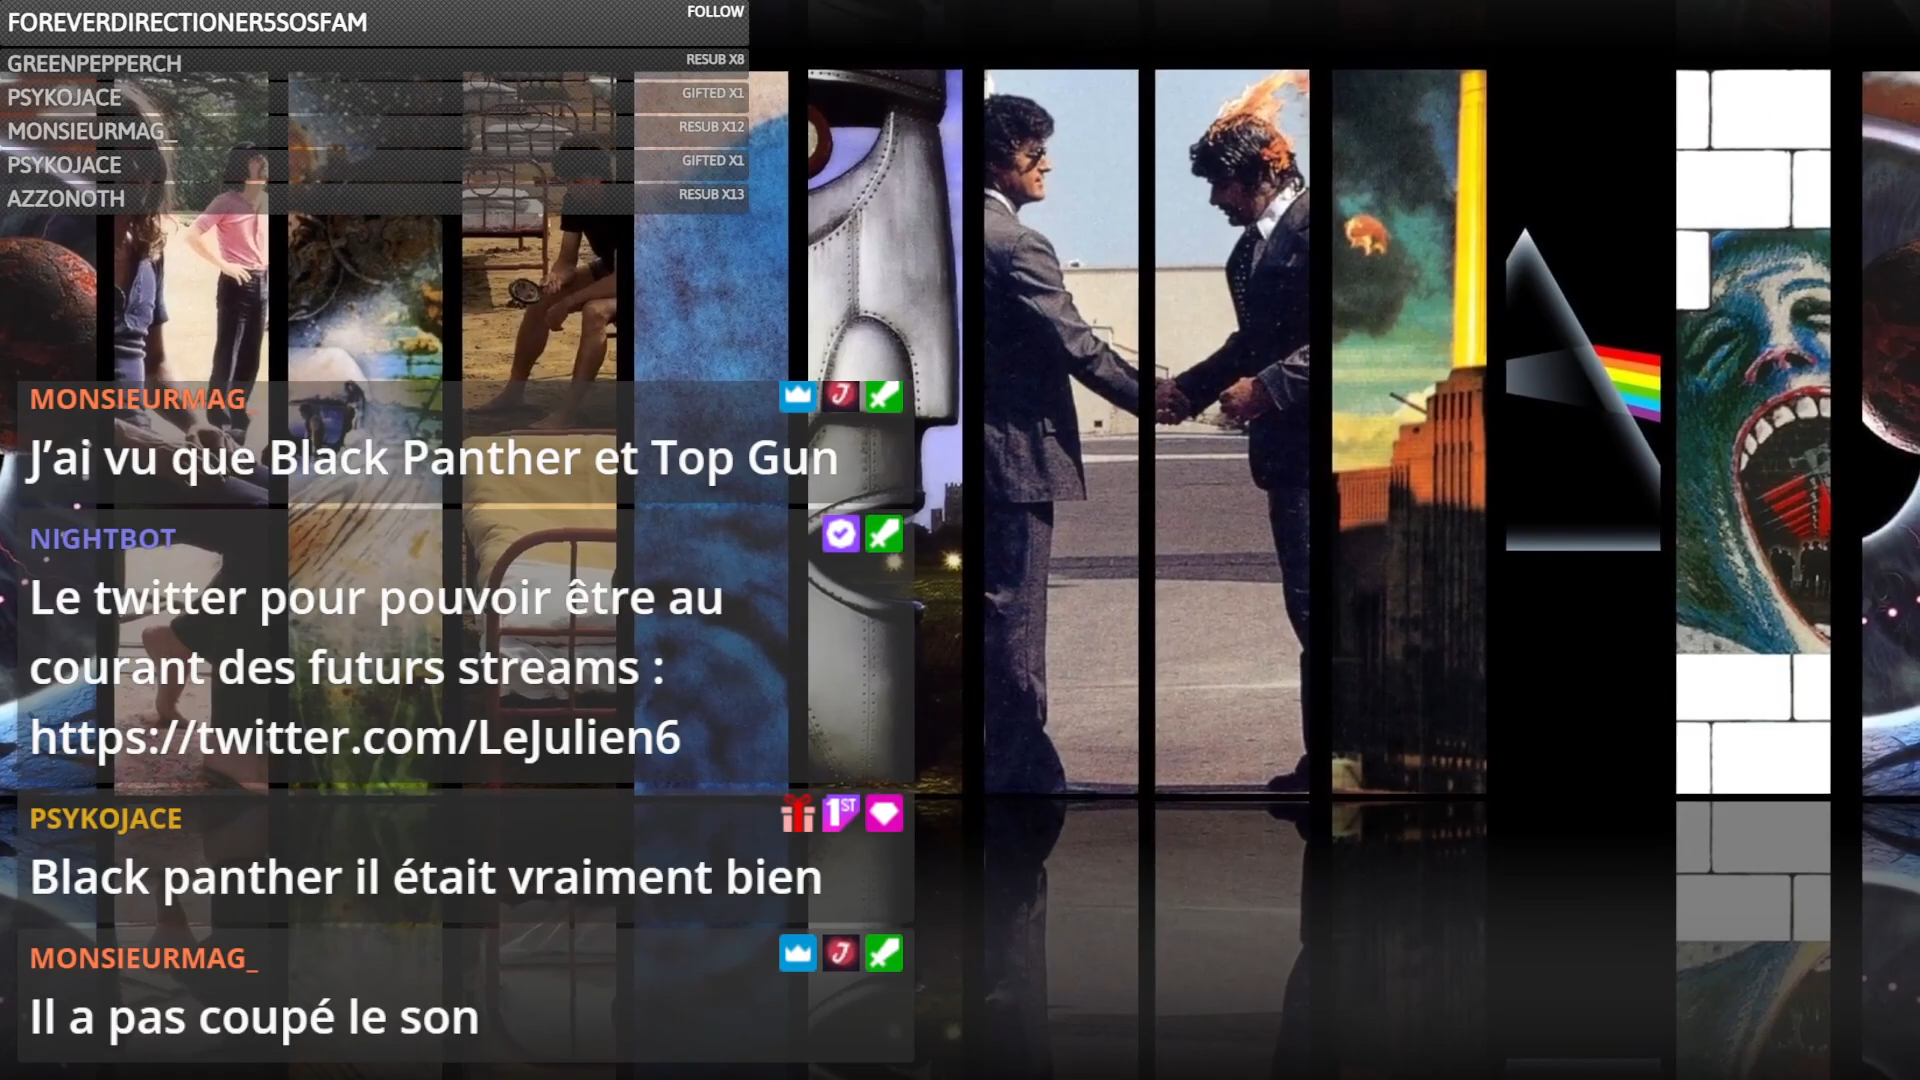 FOREVERDIRECTIONER5SOSFAM FOLLOW
GREENPEPPERCH RESUB X8
PSYKOJACE GIFTED X1
MONSIEURMAG_ RESUB X12
PSYKOJACE GIFTED X1
AZZONOTH RESUB X13
MONSIEURMAG_
J
J’ai vu que Black Panther et Top Gun
NIGHTBOT
Le twitter pour pouvoir être au
courant des futurs streams :
https://twitter.com/LeJulien6
PSYKOJACE
1ST
Black panther il était vraiment bien
MONSIEURMAG_
J
Il a pas coupé le son